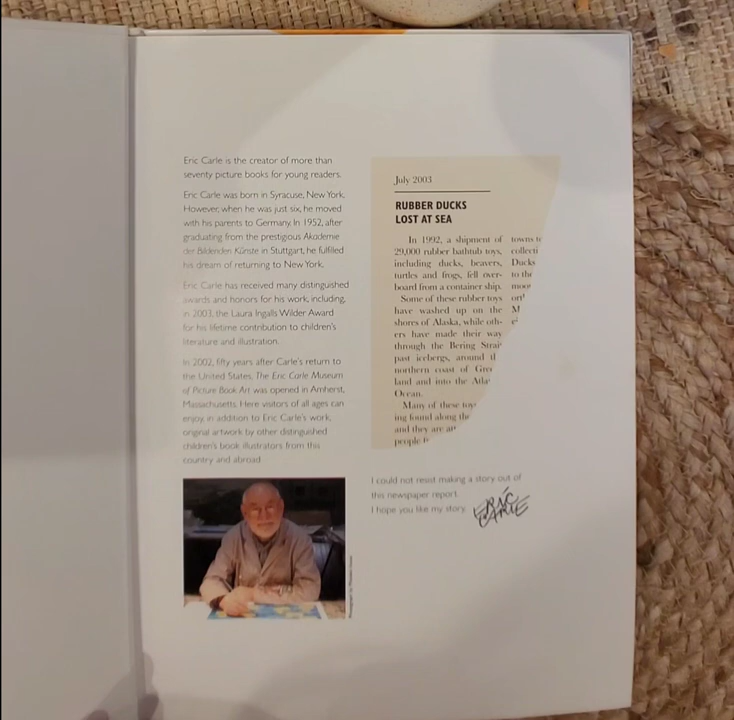 Eric Carle is the creator of more than
seventy picture books for young readers.
Eric Carle was born in Syracuse, New York.
However, when he was just six, he moved
with his parents to Germany. In 1952, after
graduating from the prestigious Akademie
der Bildenden Künste in Stuttgart, he fulfilled
his dream of returning to New York.
Eric Carle has received many distinguished
awards and honors for his work, including,
in 2003, the Laura Ingalls Wilder Award
for his lifetime contribution to children's
literature and illustration.
In 2002, fifty years after Carle's return to
the United States, The Eric Carle Museum
of Picture Book Art was opened in Amherst,
Massachusetts. Here visitors of all ages can
enjoy, in addition to Eric Carle's work,
original artwork by other distinguished
children's book illustrators from this
country and abroad
July 2003
RUBBER DUCKS
LOST AT SEA
In 1992, a shipment of
29,000 rubber bathtub toys,
including ducks, beavers,
turtles and frogs, fell over-
board from a container ship.
Some of these rubber toys
have washed up on the
shores of Alaska, while oth-
ers have made their way
through the Bering Strai
past icebergs, around th
northern coast of Gree
land and into the Atla
Ocean.
Many of these toy
ing found along the
and they are
people
towns
collecti
Ducks
to the
I could not resist making a story out of
this newspaper report.
I hope you like my story.
ERIC
CARLE